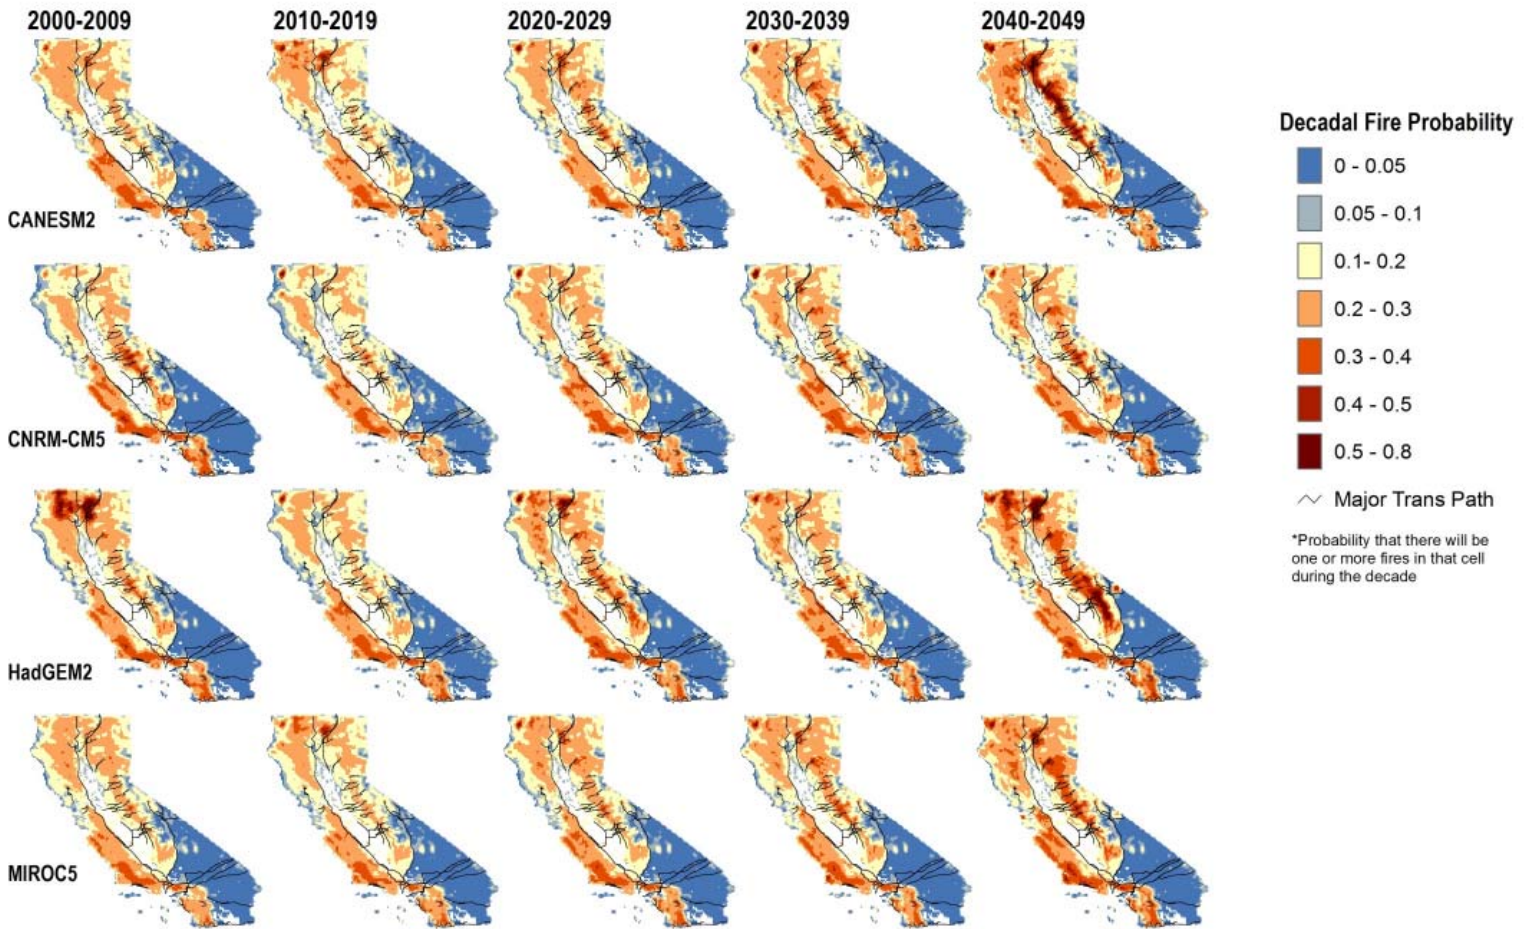 2000-2009 2010-2019 2020-2029 2030-2039 2040-2049
CANESM2
CNRM-CM5
HadGEM2
MIROC5
Decadal Fire Probability
0 - 0.05
0.05 - 0.1
0.1- 0.2
0.2 - 0.3
0.3 - 0.4
0.4 - 0.5
0.5 - 0.8
Major Trans Path
*Probability that there will be
one or more fires in that cell
during the decade